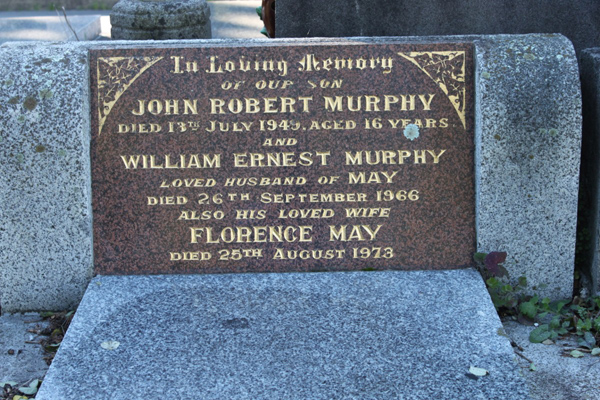 In Loving Memory
OF OUR SON
JOHN ROBERT MURPHY
DIED 13TH JULY 1949, AGED 16 YEARS.
AND
WILLIAM ERNEST MURPHY
LOVED HUSBAND OF MAY
DIED 26TH SEPTEMBER 1966
ALSO HIS LOVED WIFE
FLORENCE MAY
DIED 25TH AUGUST 1973